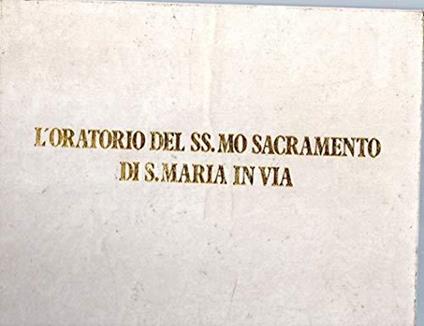 L'ORATORIO DEL SS.MO SACRAMENTO
DI S.MARIA IN VIA